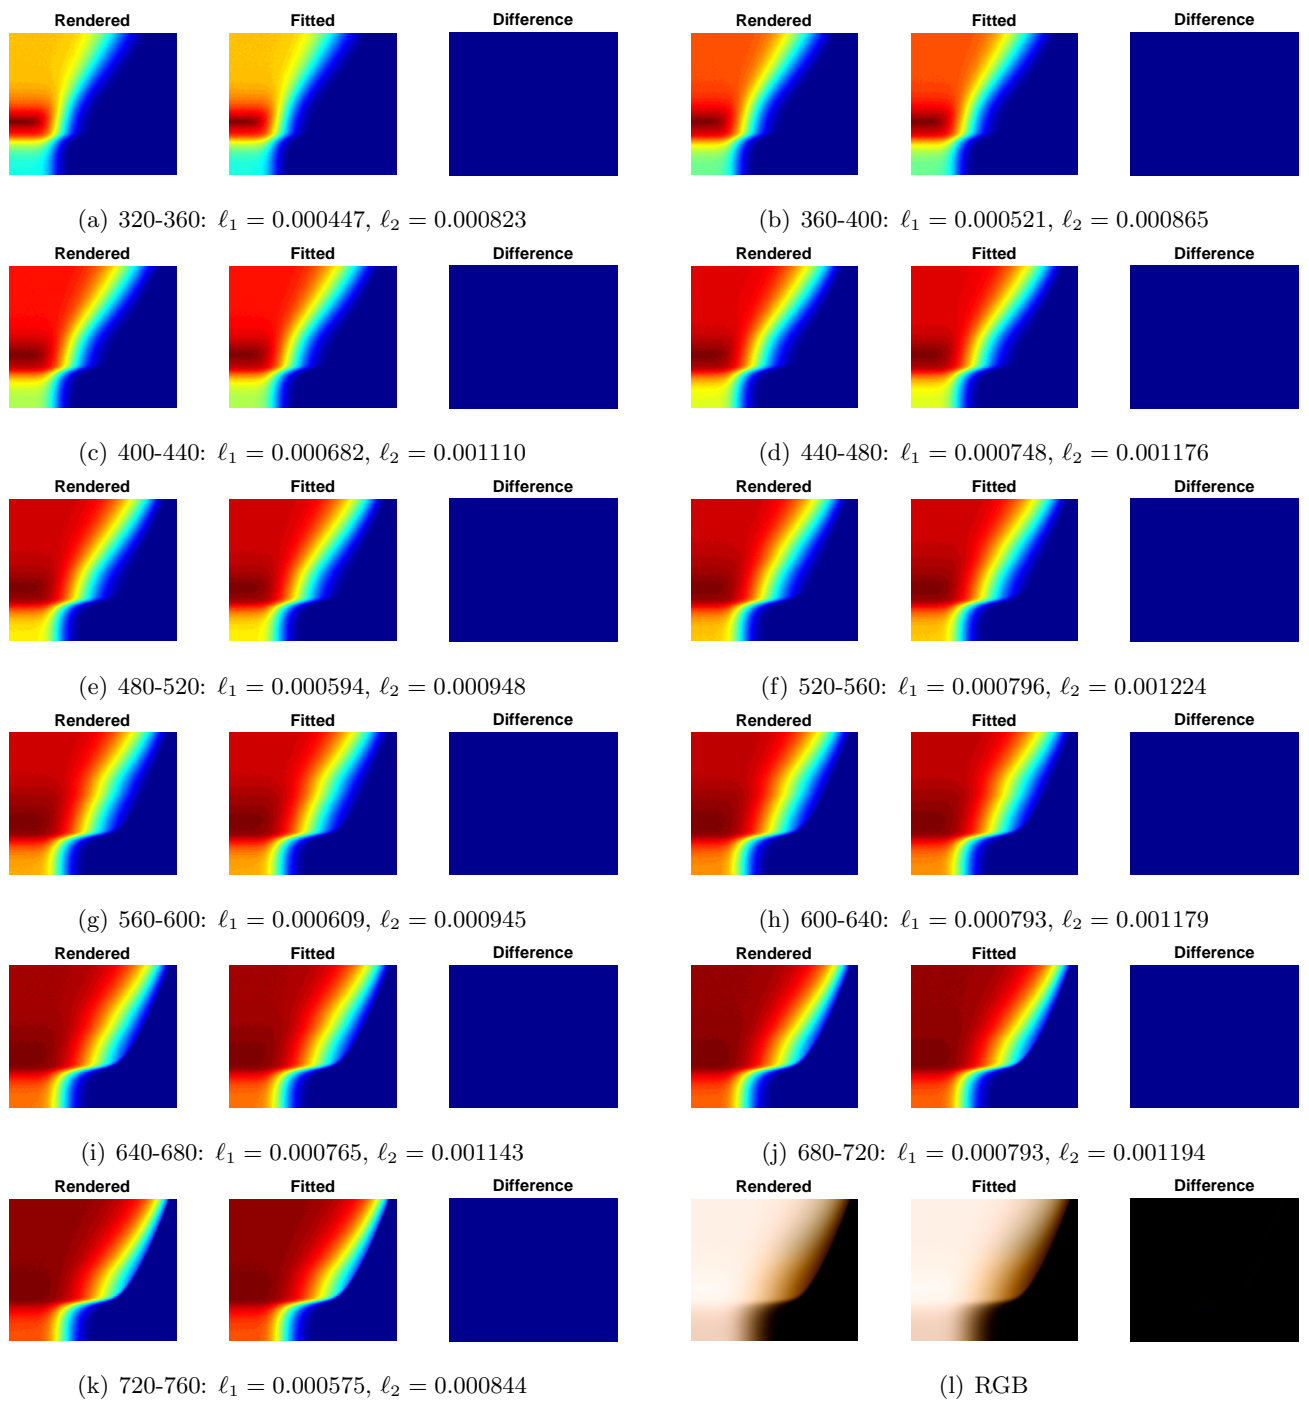 Rendered Fitted Difference Rendered Fitted Difference
(a) 320-360: ℓ₁ = 0.000447, ℓ₂ = 0.000823 (b) 360-400: ℓ₁ = 0.000521, ℓ₂ = 0.000865
Rendered Fitted Difference Rendered Fitted Difference
(c) 400-440: ℓ₁ = 0.000682, ℓ₂ = 0.001110 (d) 440-480: ℓ₁ = 0.000748, ℓ₂ = 0.001176
Rendered Fitted Difference Rendered Fitted Difference
(e) 480-520: ℓ₁ = 0.000594, ℓ₂ = 0.000948 (f) 520-560: ℓ₁ = 0.000796, ℓ₂ = 0.001224
Rendered Fitted Difference Rendered Fitted Difference
(g) 560-600: ℓ₁ = 0.000609, ℓ₂ = 0.000945 (h) 600-640: ℓ₁ = 0.000793, ℓ₂ = 0.001179
Rendered Fitted Difference Rendered Fitted Difference
(i) 640-680: ℓ₁ = 0.000765, ℓ₂ = 0.001143 (j) 680-720: ℓ₁ = 0.000793, ℓ₂ = 0.001194
Rendered Fitted Difference Rendered Fitted Difference
(k) 720-760: ℓ₁ = 0.000575, ℓ₂ = 0.000844 (l) RGB